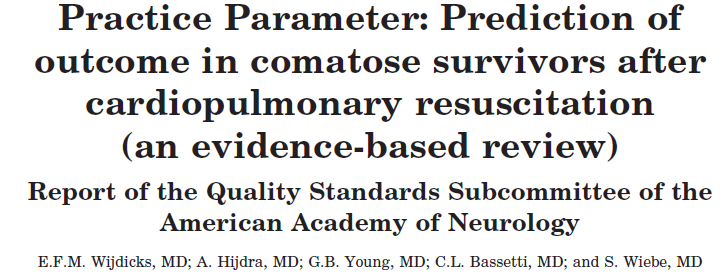 Practice Parameter: Prediction of
outcome in comatose survivors after
cardiopulmonary resuscitation
(an evidence-based review)
Report of the Quality Standards Subcommittee of the
American Academy of Neurology
E.F.M. Wijdicks, MD; A. Hijdra, MD; G.B. Young, MD; C.L. Bassetti, MD; and S. Wiebe, MD